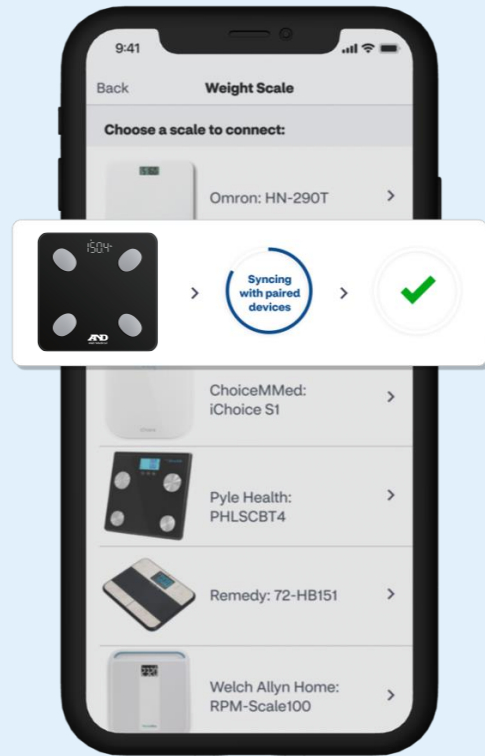 9:41
Back
Weight Scale
Choose a scale to connect:
Omron: HN-290T
150.4
AND
Syncing
with paired
devices
ChoiceMMed:
iChoice S1
Pyle Health:
PHLSCBT4
Remedy: 72-HB151
Welch Allyn Home:
RPM-Scale100